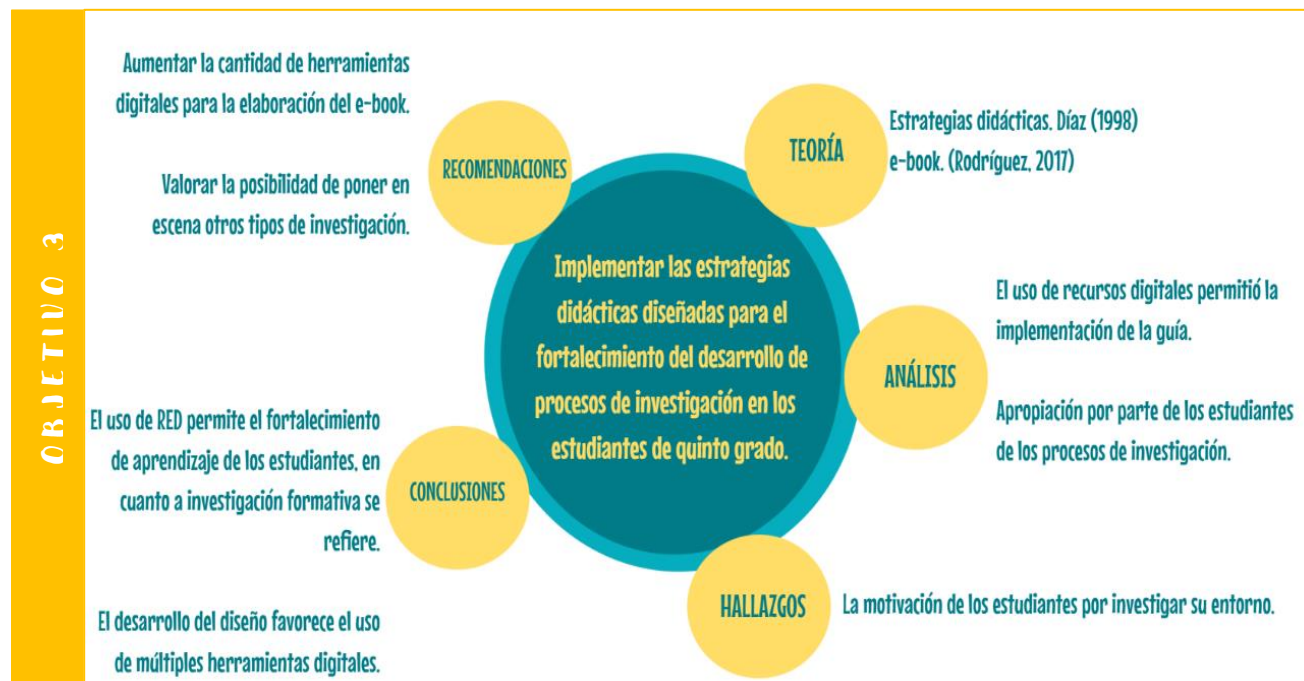 OBJETIVO 3
Aumentar la cantidad de herramientas
digitales para la elaboración del e-book.
Valorar la posibilidad de poner en
escena otros tipos de investigación.
RECOMENDACIONES
TEORÍA
Estrategias didácticas. Díaz (1998)
e-book. (Rodríguez, 2017)
Implementar las estrategias
didácticas diseñadas para el
fortalecimiento del desarrollo de
procesos de investigación en los
estudiantes de quinto grado.
ANÁLISIS
El uso de recursos digitales permitió la
implementación de la guía.
Apropiación por parte de los estudiantes
de los procesos de investigación.
El uso de RED permite el fortalecimiento
de aprendizaje de los estudiantes, en
cuanto a investigación formativa se
refiere.
CONCLUSIONES
El desarrollo del diseño favorece el uso
de múltiples herramientas digitales.
HALLAZGOS
La motivación de los estudiantes por investigar su entorno.